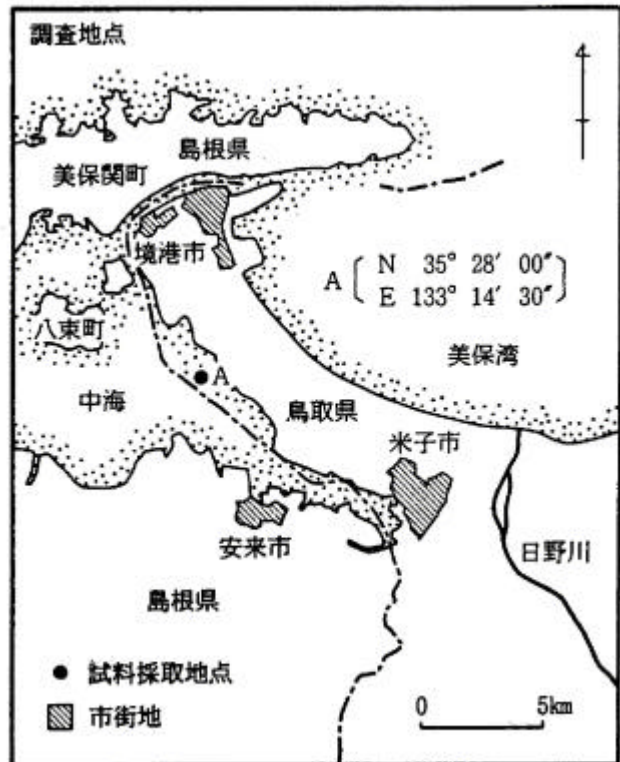 調査地点
島根県
美保関町
境港市
A
N 35° 28′ 00″
E 133° 14′ 30″
八束町
美保湾
A
中海
鳥取県
米子市
安来市
日野川
島根県
試料採取地点
市街地
0 5km